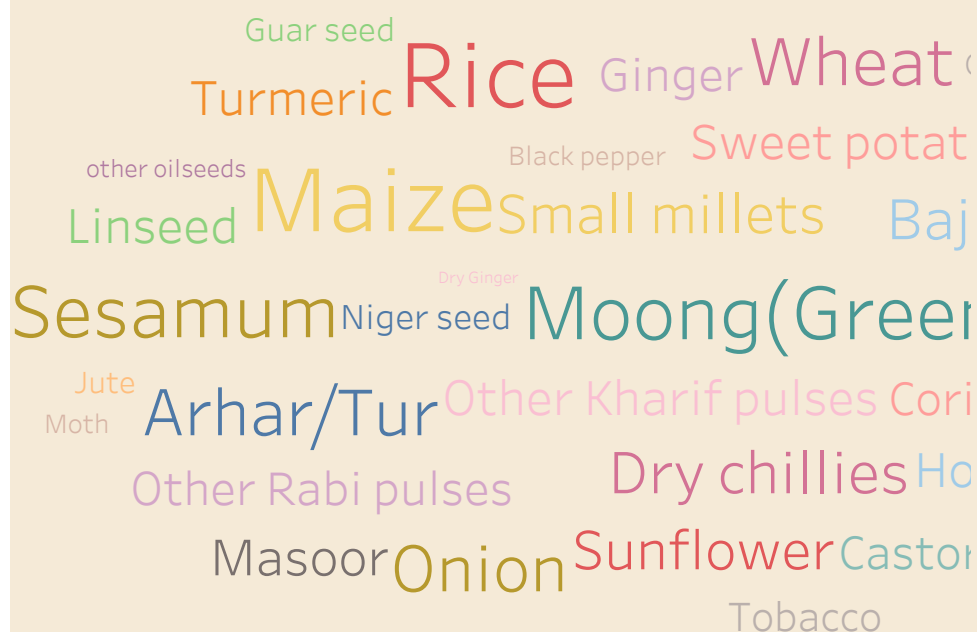 Guar seed
Rice
Ginger
Wheat
Turmeric
Black pepper
Sweet potat
other oilseeds
Maize
Small millets
Linseed
Baj
Dry Ginger
Sesamum
Niger seed
Moong(Green
Jute
Arhar/Tur
Other Kharif pulses
Cori
Moth
Other Rabi pulses
Dry chillies
Ho
Masoor
Onion
Sunflower
Castor
Tobacco